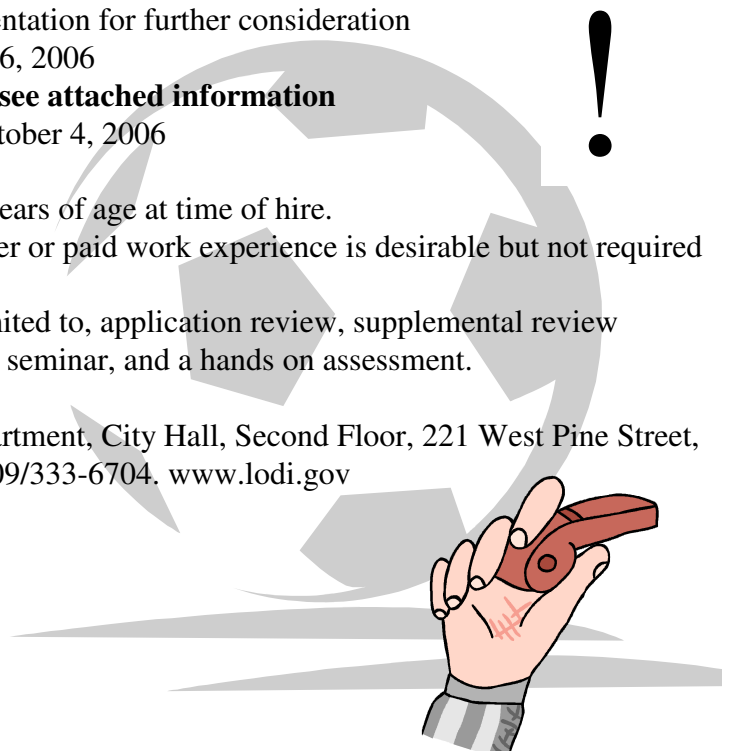 entation for further consideration
6, 2006
see attached information
tober 4, 2006
ears of age at time of hire.
er or paid work experience is desirable but not required
ited to, application review, supplemental review
seminar, and a hands on assessment.
artment, City Hall, Second Floor, 221 West Pine Street,
09/333-6704. www.lodi.gov
!